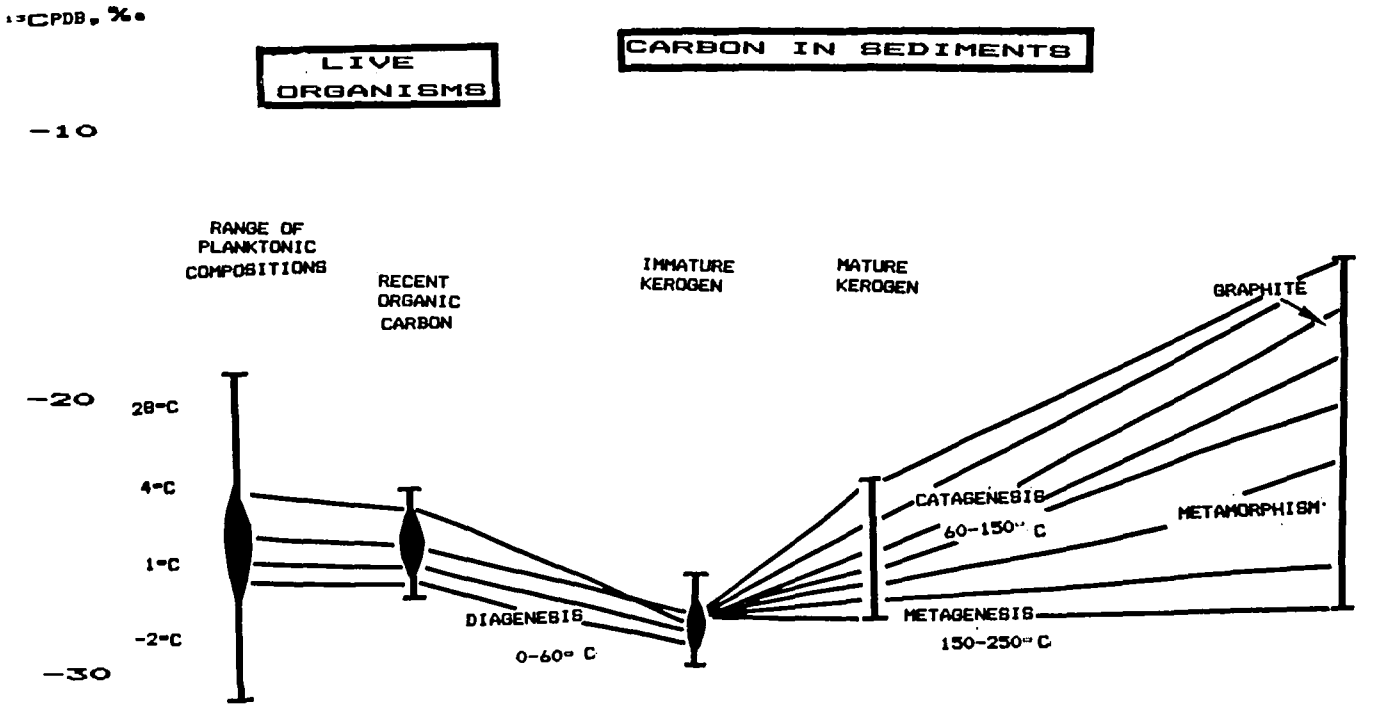 ¹³CPDB, ‰
LIVE
ORGANISMS
CARBON IN SEDIMENTS
-10
RANGE OF
PLANKTONIC
COMPOSITIONS
RECENT
ORGANIC
CARBON
IMMATURE
KEROGEN
MATURE
KEROGEN
GRAPHITE
-20
28°C
4°C
CATAGENESIS
60-150° C
METAMORPHISM
1°C
DIAGENESIS
0-60° C
METAGENESIS
150-250° C
-2°C
-30